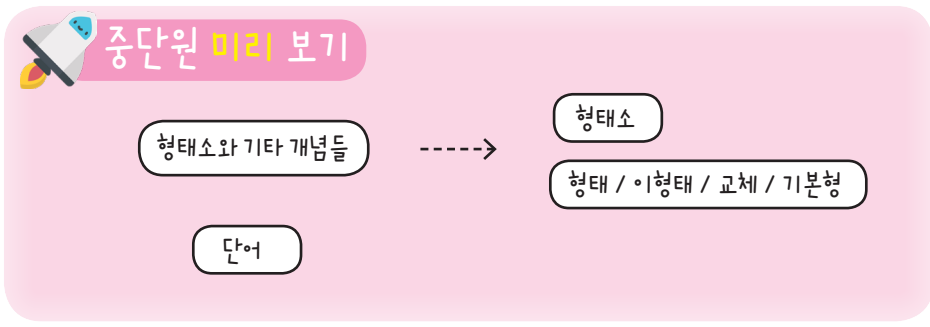 중단원 미리 보기
형태소와 기타 개념들
형태소
형태 / 이형태 / 교체 / 기본형
단어